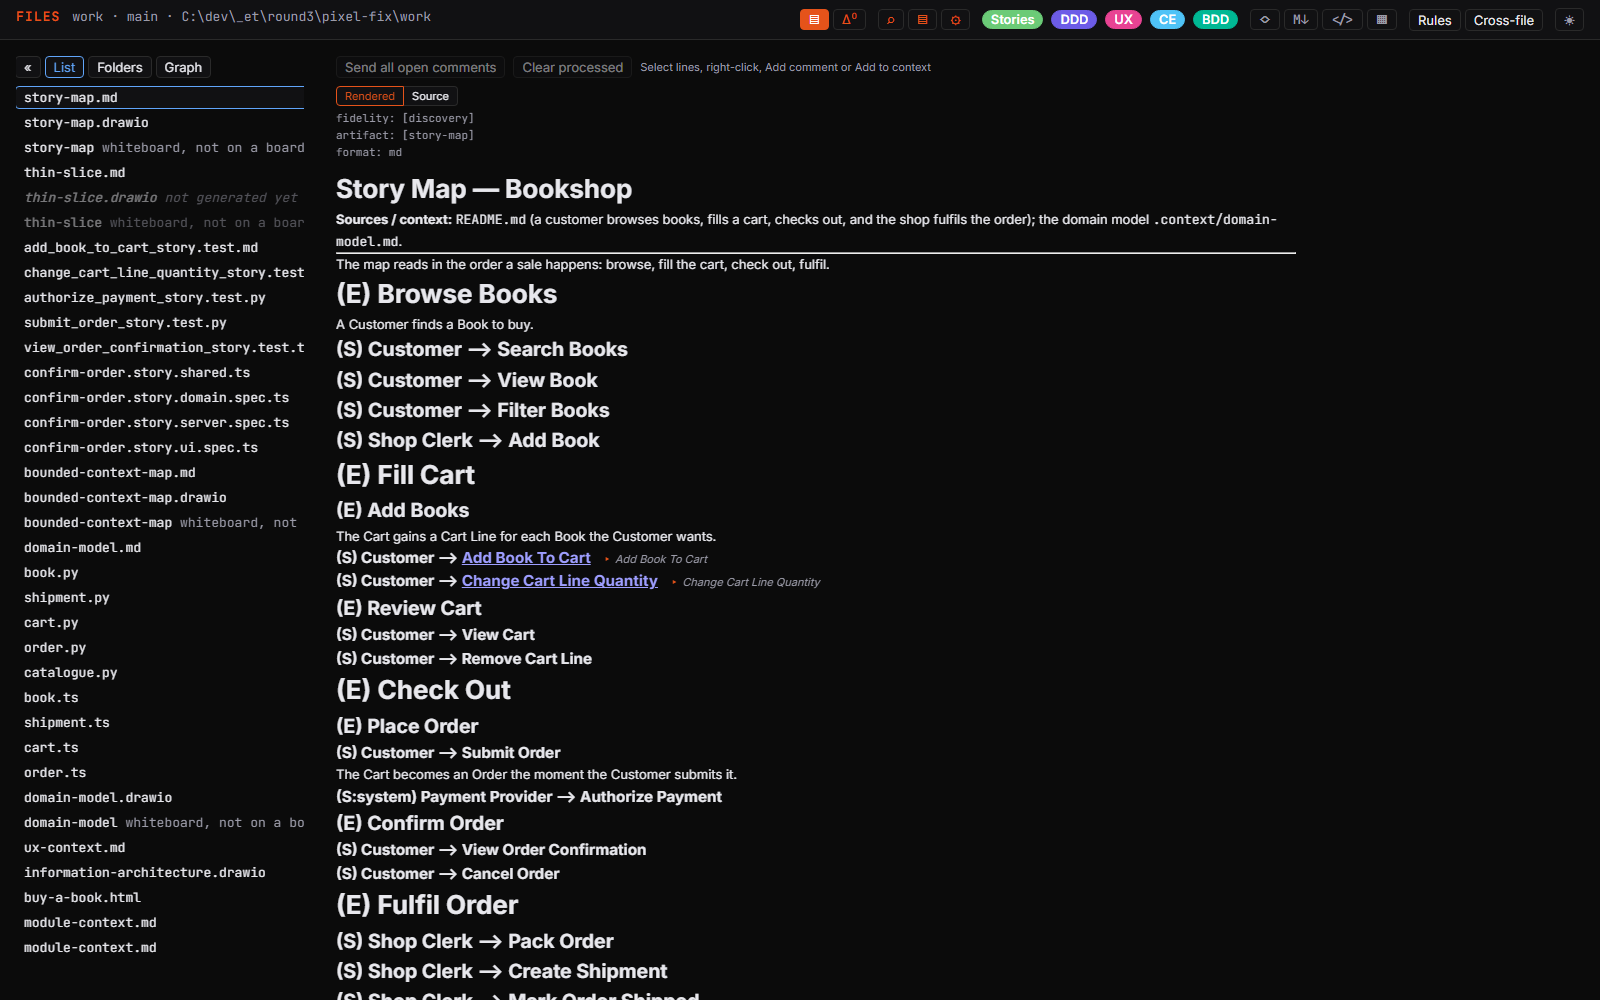 FILES work · main · C:\dev\_et\round3\pixel-fix\work
Stories DDD UX CE BDD M↓ </> Rules Cross-file
« List Folders Graph
Send all open comments Clear processed Select lines, right-click, Add comment or Add to context
Rendered Source
story-map.md
story-map.drawio
story-map whiteboard, not on a board
thin-slice.md
thin-slice.drawio not generated yet
thin-slice whiteboard, not on a boar
add_book_to_cart_story.test.md
change_cart_line_quantity_story.test
authorize_payment_story.test.py
submit_order_story.test.py
view_order_confirmation_story.test.t
confirm-order.story.shared.ts
confirm-order.story.domain.spec.ts
confirm-order.story.server.spec.ts
confirm-order.story.ui.spec.ts
bounded-context-map.md
bounded-context-map.drawio
bounded-context-map whiteboard, not
domain-model.md
book.py
shipment.py
cart.py
order.py
catalogue.py
book.ts
shipment.ts
cart.ts
order.ts
domain-model.drawio
domain-model whiteboard, not on a bo
ux-context.md
information-architecture.drawio
buy-a-book.html
module-context.md
module-context.md
fidelity: [discovery]
artifact: [story-map]
format: md
Story Map — Bookshop
Sources / context: README.md (a customer browses books, fills a cart, checks out, and the shop fulfils the order); the domain model .context/domain-
model.md.
The map reads in the order a sale happens: browse, fill the cart, check out, fulfil.
(E) Browse Books
A Customer finds a Book to buy.
(S) Customer → Search Books
(S) Customer → View Book
(S) Customer → Filter Books
(S) Shop Clerk → Add Book
(E) Fill Cart
(E) Add Books
The Cart gains a Cart Line for each Book the Customer wants.
(S) Customer → Add Book To Cart ‣ Add Book To Cart
(S) Customer → Change Cart Line Quantity ‣ Change Cart Line Quantity
(E) Review Cart
(S) Customer → View Cart
(S) Customer → Remove Cart Line
(E) Check Out
(E) Place Order
(S) Customer → Submit Order
The Cart becomes an Order the moment the Customer submits it.
(S:system) Payment Provider → Authorize Payment
(E) Confirm Order
(S) Customer → View Order Confirmation
(S) Customer → Cancel Order
(E) Fulfil Order
(S) Shop Clerk → Pack Order
(S) Shop Clerk → Create Shipment
(S) Shop Clerk → Mark Order Shipped